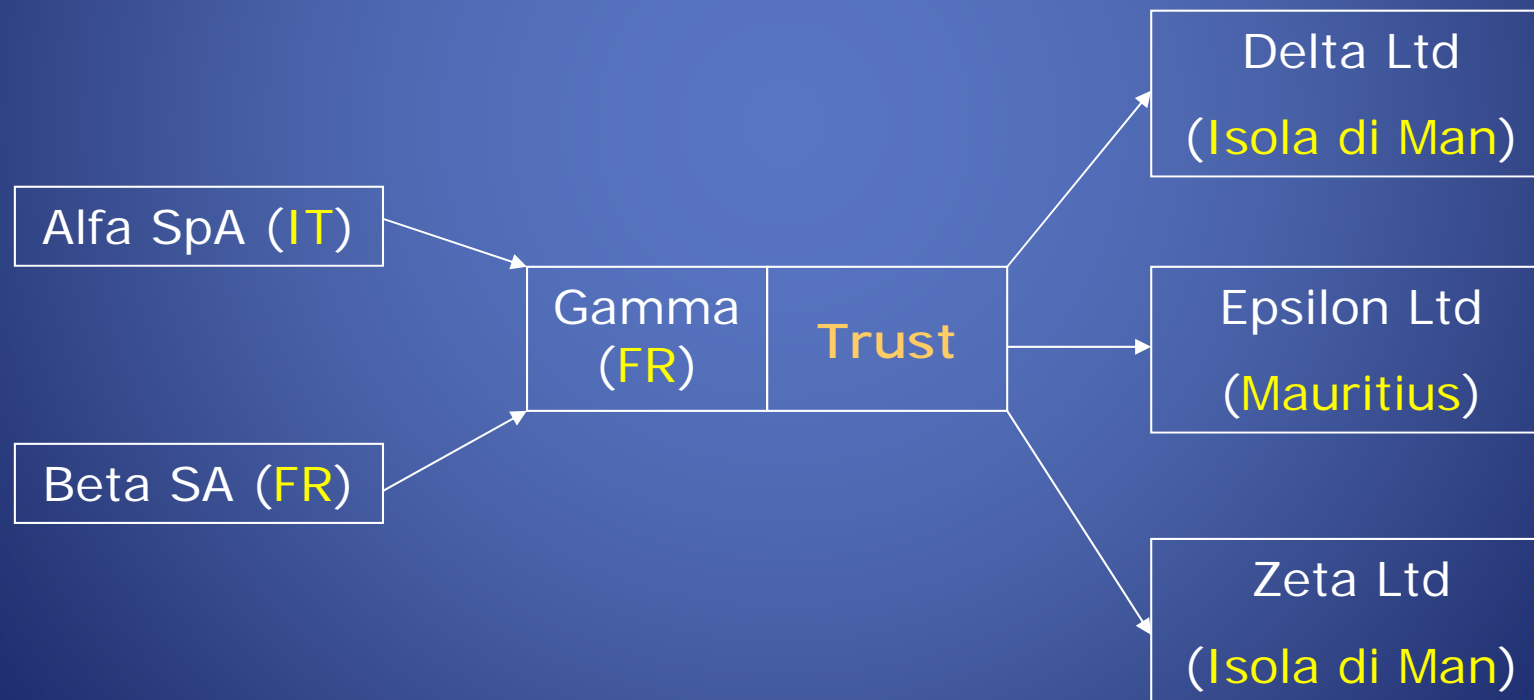 Alfa SpA (IT)
Beta SA (FR)
Gamma
(FR)
Trust
Delta Ltd
(Isola di Man)
Epsilon Ltd
(Mauritius)
Zeta Ltd
(Isola di Man)